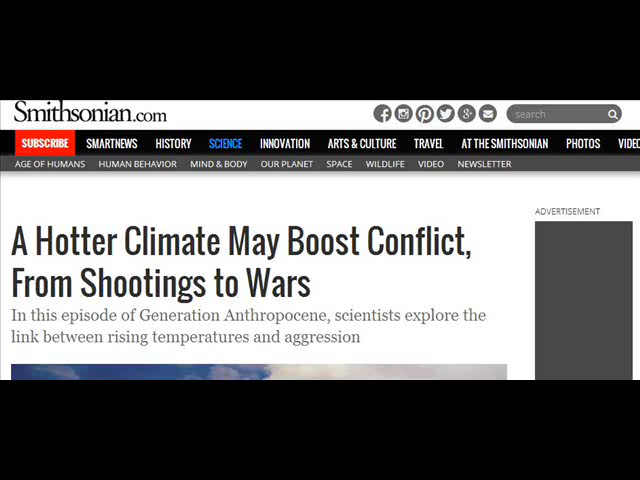 Smithsonian.com
search
SUBSCRIBE SMARTNEWS HISTORY SCIENCE INNOVATION ARTS & CULTURE TRAVEL AT THE SMITHSONIAN PHOTOS VIDEO
AGE OF HUMANS HUMAN BEHAVIOR MIND & BODY OUR PLANET SPACE WILDLIFE VIDEO NEWSLETTER
ADVERTISEMENT
A Hotter Climate May Boost Conflict,
From Shootings to Wars
In this episode of Generation Anthropocene, scientists explore the
link between rising temperatures and aggression